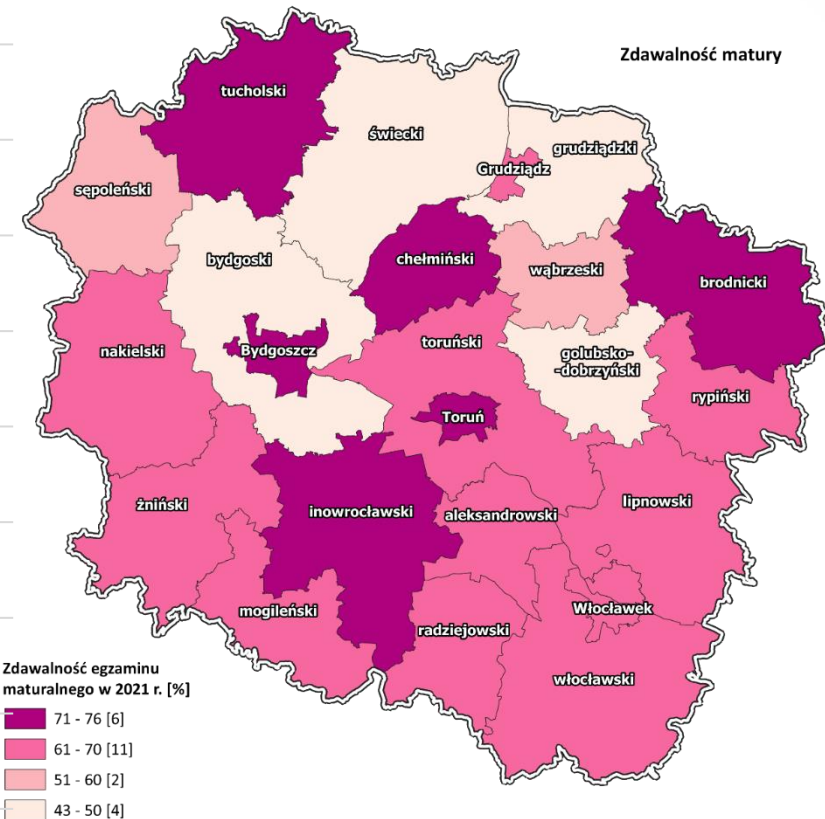 Zdawalność matury
tucholski
świecki
grudziądzki
Grudziądz
sępoleński
bydgoski
chełmiński
wąbrzeski
brodnicki
nakielski
Bydgoszcz
toruński
golubsko-
-dobrzyński
rypiński
Toruń
żniński
inowrocławski
aleksandrowski
lipnowski
mogileński
radziejowski
Włocławek
włocławski
Zdawalność egzaminu
maturalnego w 2021 r. [%]
71 - 76 [6]
61 - 70 [11]
51 - 60 [2]
43 - 50 [4]